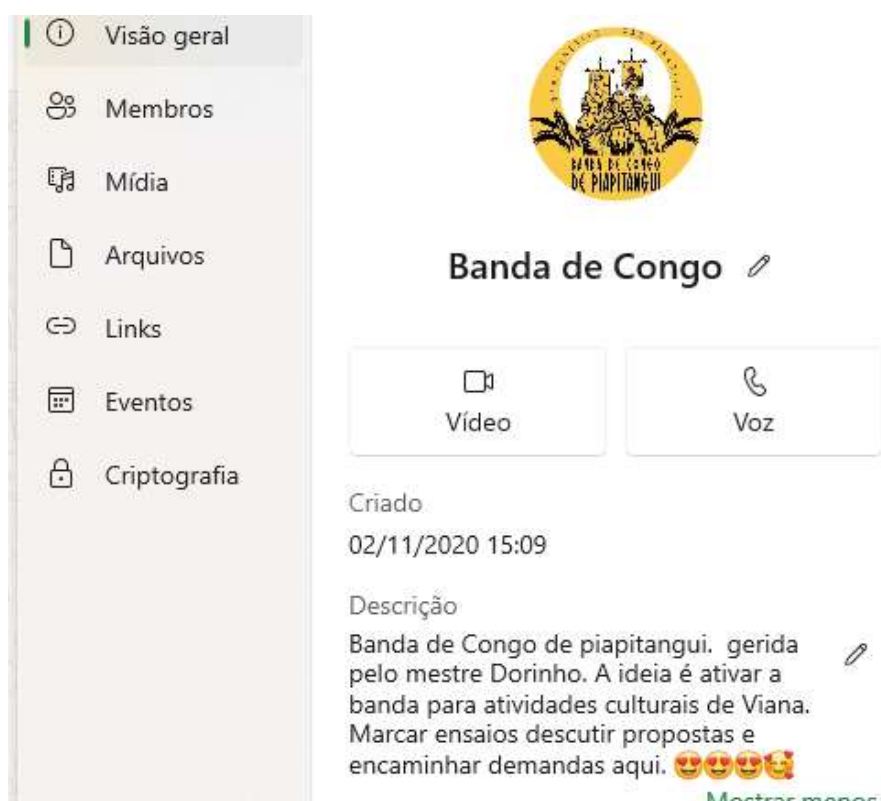 Visão geral
Membros
Mídia
Arquivos
Links
Eventos
Criptografia
BANDA DE CONGO
DE PIAPITANGUI
Banda de Congo
Vídeo
Voz
Criado
02/11/2020 15:09
Descrição
Banda de Congo de piapitangui. gerida
pelo mestre Dorinho. A ideia é ativar a
banda para atividades culturais de Viana.
Marcar ensaios descutir propostas e
encaminhar demandas aqui. 😍😍😍🥰
Mostrar menos